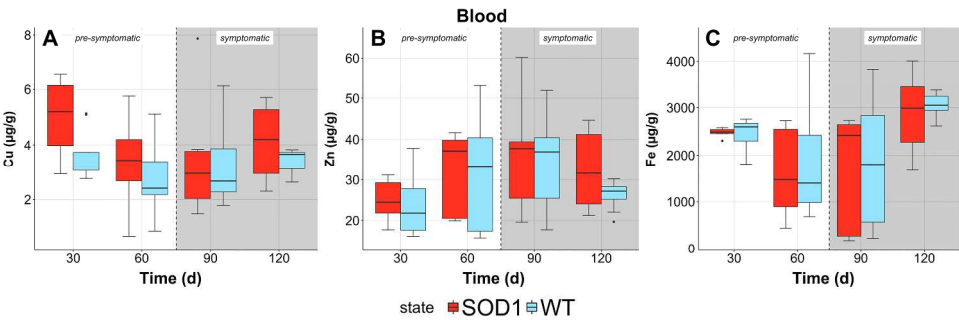 Blood
A
pre-symptomatic
symptomatic
Cu (µg/g)
8
6
4
2
30
60
90
120
Time (d)
B
pre-symptomatic
symptomatic
Zn (µg/g)
60
50
40
30
20
30
60
90
120
Time (d)
C
pre-symptomatic
symptomatic
Fe (µg/g)
4000
3000
2000
1000
0
30
60
90
120
Time (d)
state SOD1 WT